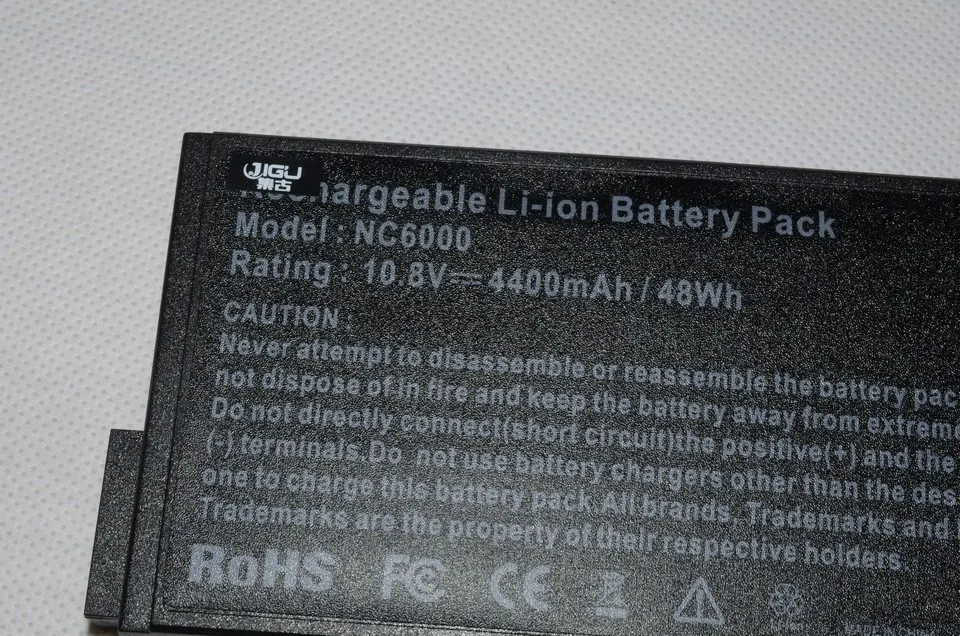 JIGU
集古
Rechargeable Li-ion Battery Pack
Model : NC6000
Rating : 10.8V⎓ 4400mAh / 48Wh
CAUTION :
Never attempt to disassemble or reassemble the battery pac
not dispose of in fire and keep the battery away from extreme
Do not directly connect(short circuit)the positive(+) and the
(-) terminals.Do not use battery chargers other than the des
one to charge this battery pack All brands. Trademarks and
Trademarks are the property of their respective holders.
RoHS FC CE